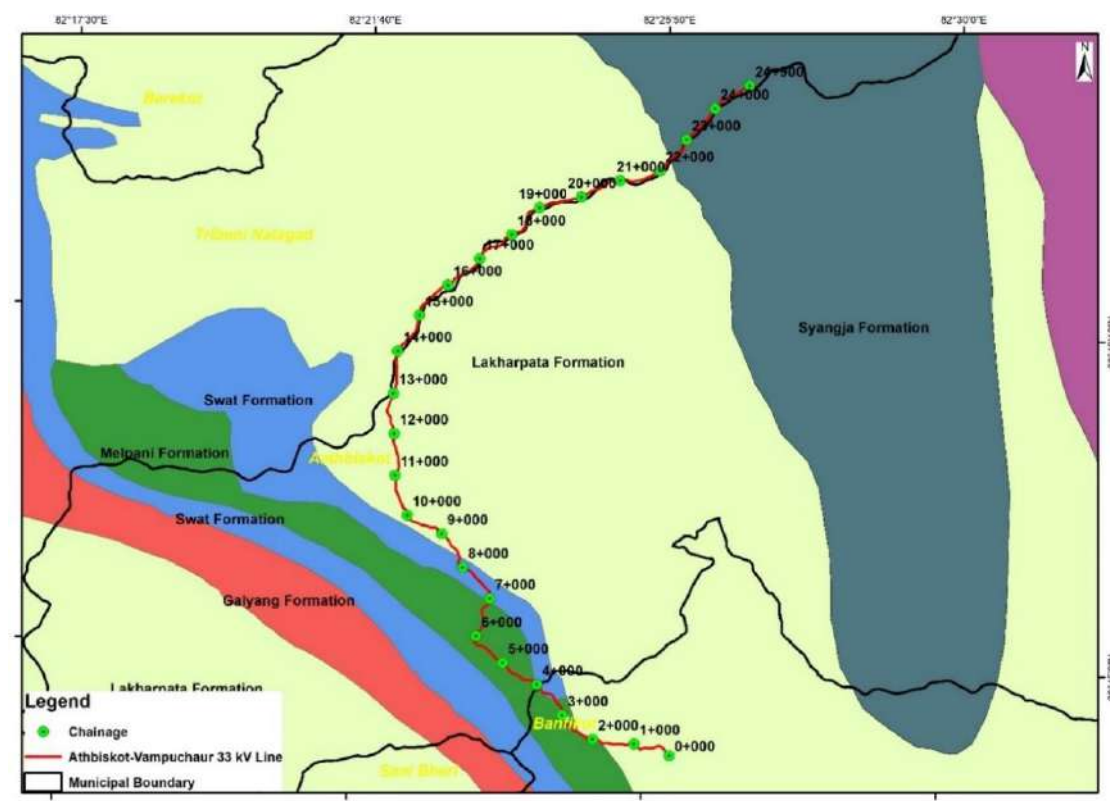 82°17'30"E
82°21'40"E
82°25'50"E
82°30'0"E
N
Barekot
24+900
24+000
23+000
22+000
21+000
20+000
19+000
18+000
17+000
16+000
15+000
14+000
13+000
12+000
11+000
10+000
9+000
8+000
7+000
6+000
5+000
4+000
3+000
2+000
1+000
0+000
Tribeni Nalagad
Syangja Formation
Lakharpata Formation
Swat Formation
Melpani Formation
Athbiskot
Swat Formation
Galyang Formation
Lakharpata Formation
Banfikot
Sani Bheri
Legend
Chainage
Athbiskot-Vampuchaur 33 kV Line
Municipal Boundary